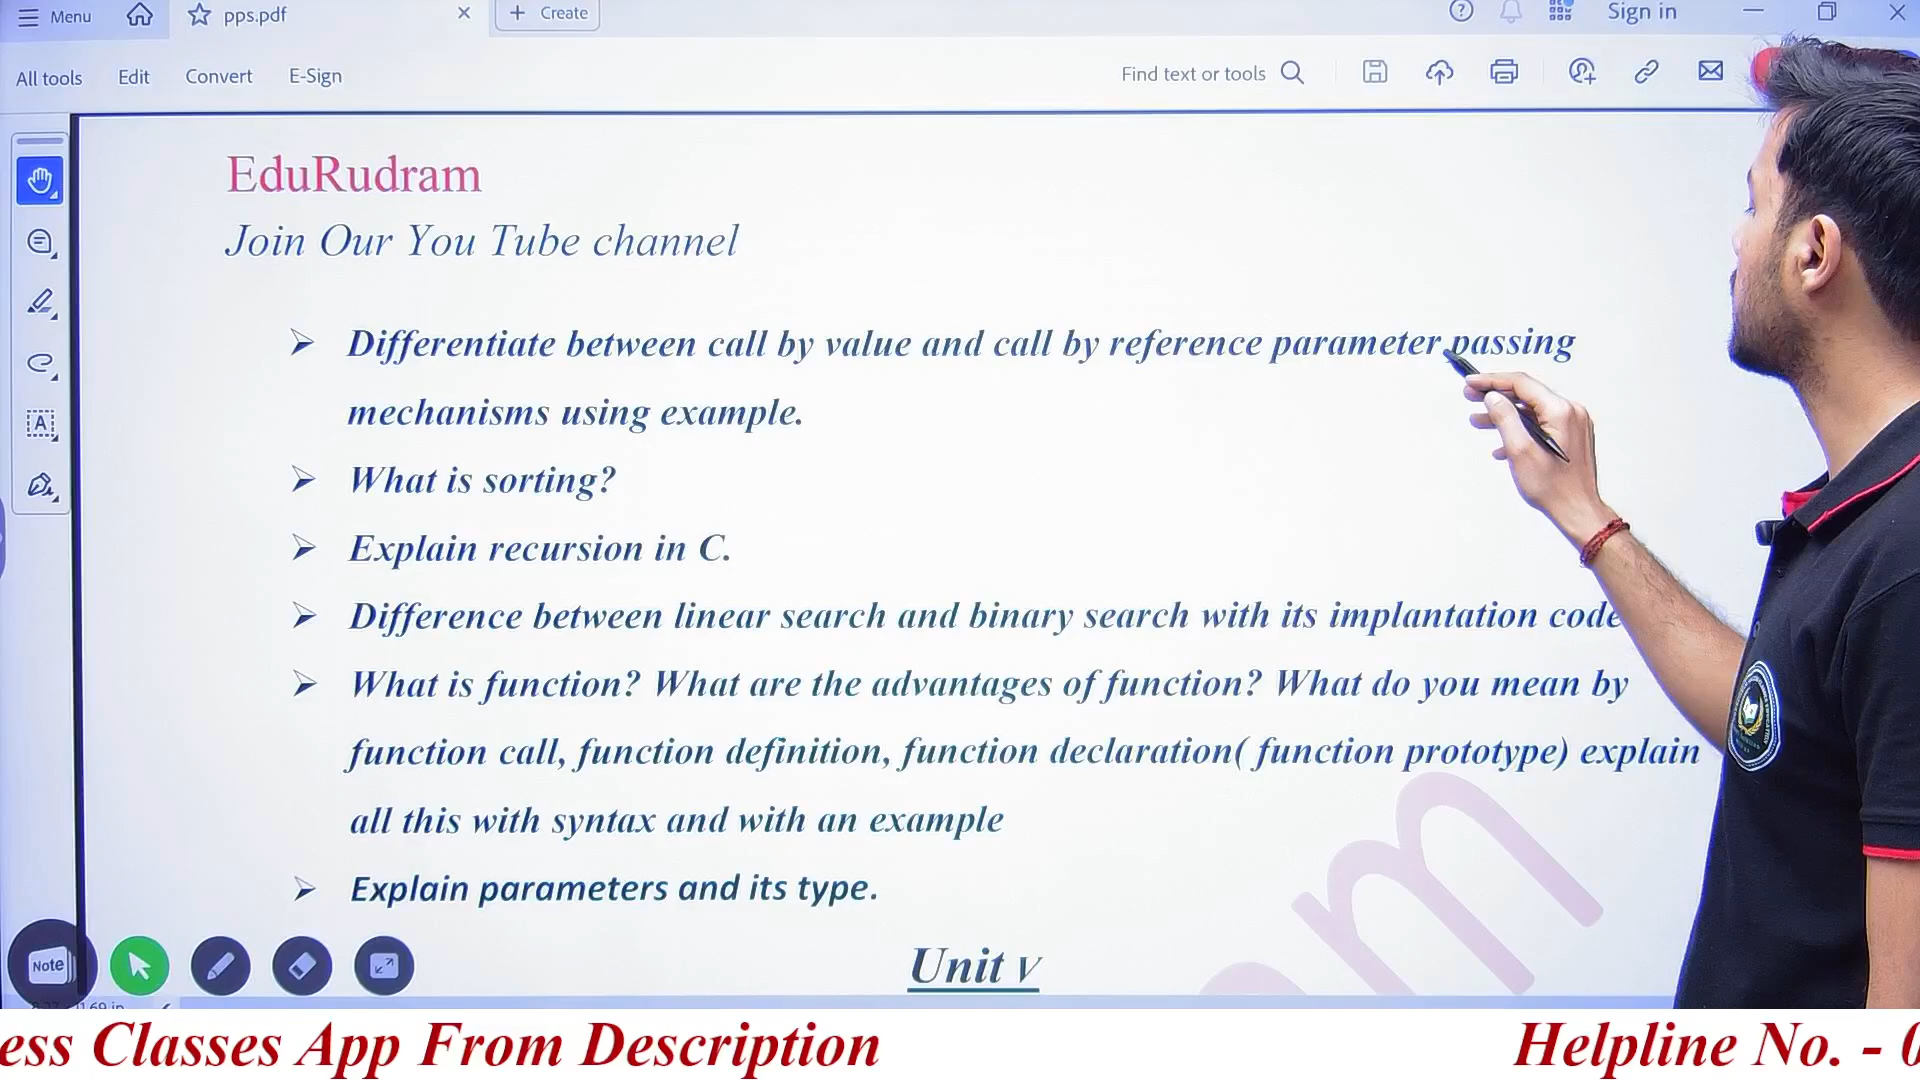 Menu
pps.pdf
Create
Sign in
All tools
Edit
Convert
E-Sign
Find text or tools
EduRudram
Join Our You Tube channel
Differentiate between call by value and call by reference parameter passing
mechanisms using example.
What is sorting?
Explain recursion in C.
Difference between linear search and binary search with its implantation code
What is function? What are the advantages of function? What do you mean by
function call, function definition, function declaration( function prototype) explain
all this with syntax and with an example
Explain parameters and its type.
Unit v
Note
ess Classes App From Description
Helpline No. - 0